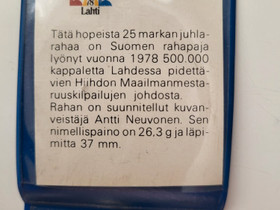 78
Lahti
Tätä hopeista 25 markan juhla-
rahaa on Suomen rahapaja
lyönyt vuonna 1978 500.000
kappaletta Lahdessa pidettä-
vien Hiihdon Maailmanmesta-
ruuskilpailujen johdosta.
Rahan on suunnitellut kuvan-
veistäjä Antti Neuvonen. Sen
nimellispaino on 26.3 g ja läpi-
mitta 37 mm.